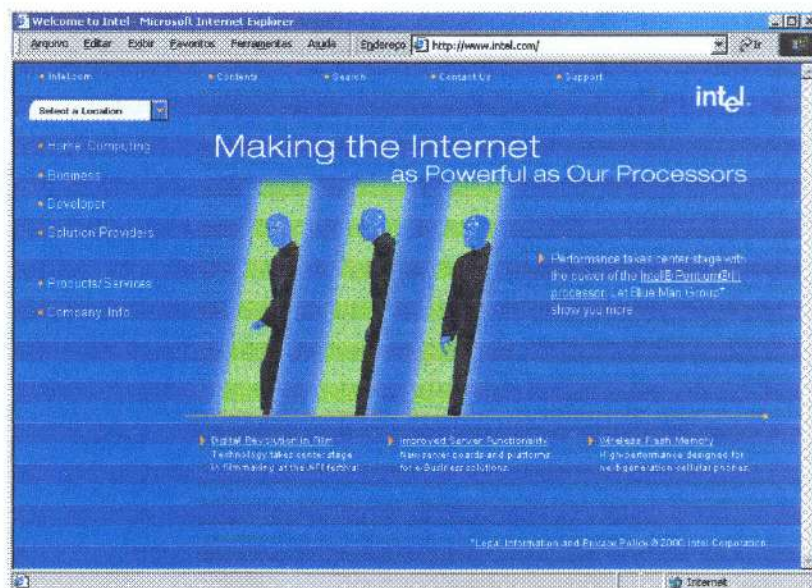 Welcome to Intel - Microsoft Internet Explorer
Arquivo Editar Exibir Favoritos Ferramentas Ajuda Endereço http://www.intel.com/ Ir
Intel.com Contents Search Contact Us Support
intel.
Select a Location
Home Computing
Business
Developer
Solution Providers
Products/Services
Company Info
Making the Internet
as Powerful as Our Processors
Performance takes center stage with
the power of the Intel® Pentium® III
processor. Let Blue Man Group*
show you more
Digital Revolution in Film
Technology takes center stage
in filmmaking at the AFI festival.
Improved Server Functionality
New server boards and platforms
for e-Business solutions.
Wireless Flash Memory
High-performance designed for
next-generation cellular phones.
*Legal Information and Privacy Policy © 2000 Intel Corporation
Internet